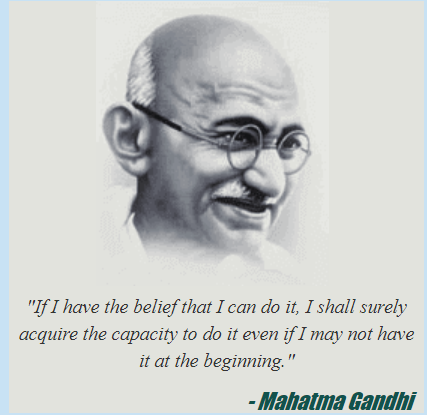 "If I have the belief that I can do it, I shall surely
acquire the capacity to do it even if I may not have
it at the beginning."
- Mahatma Gandhi